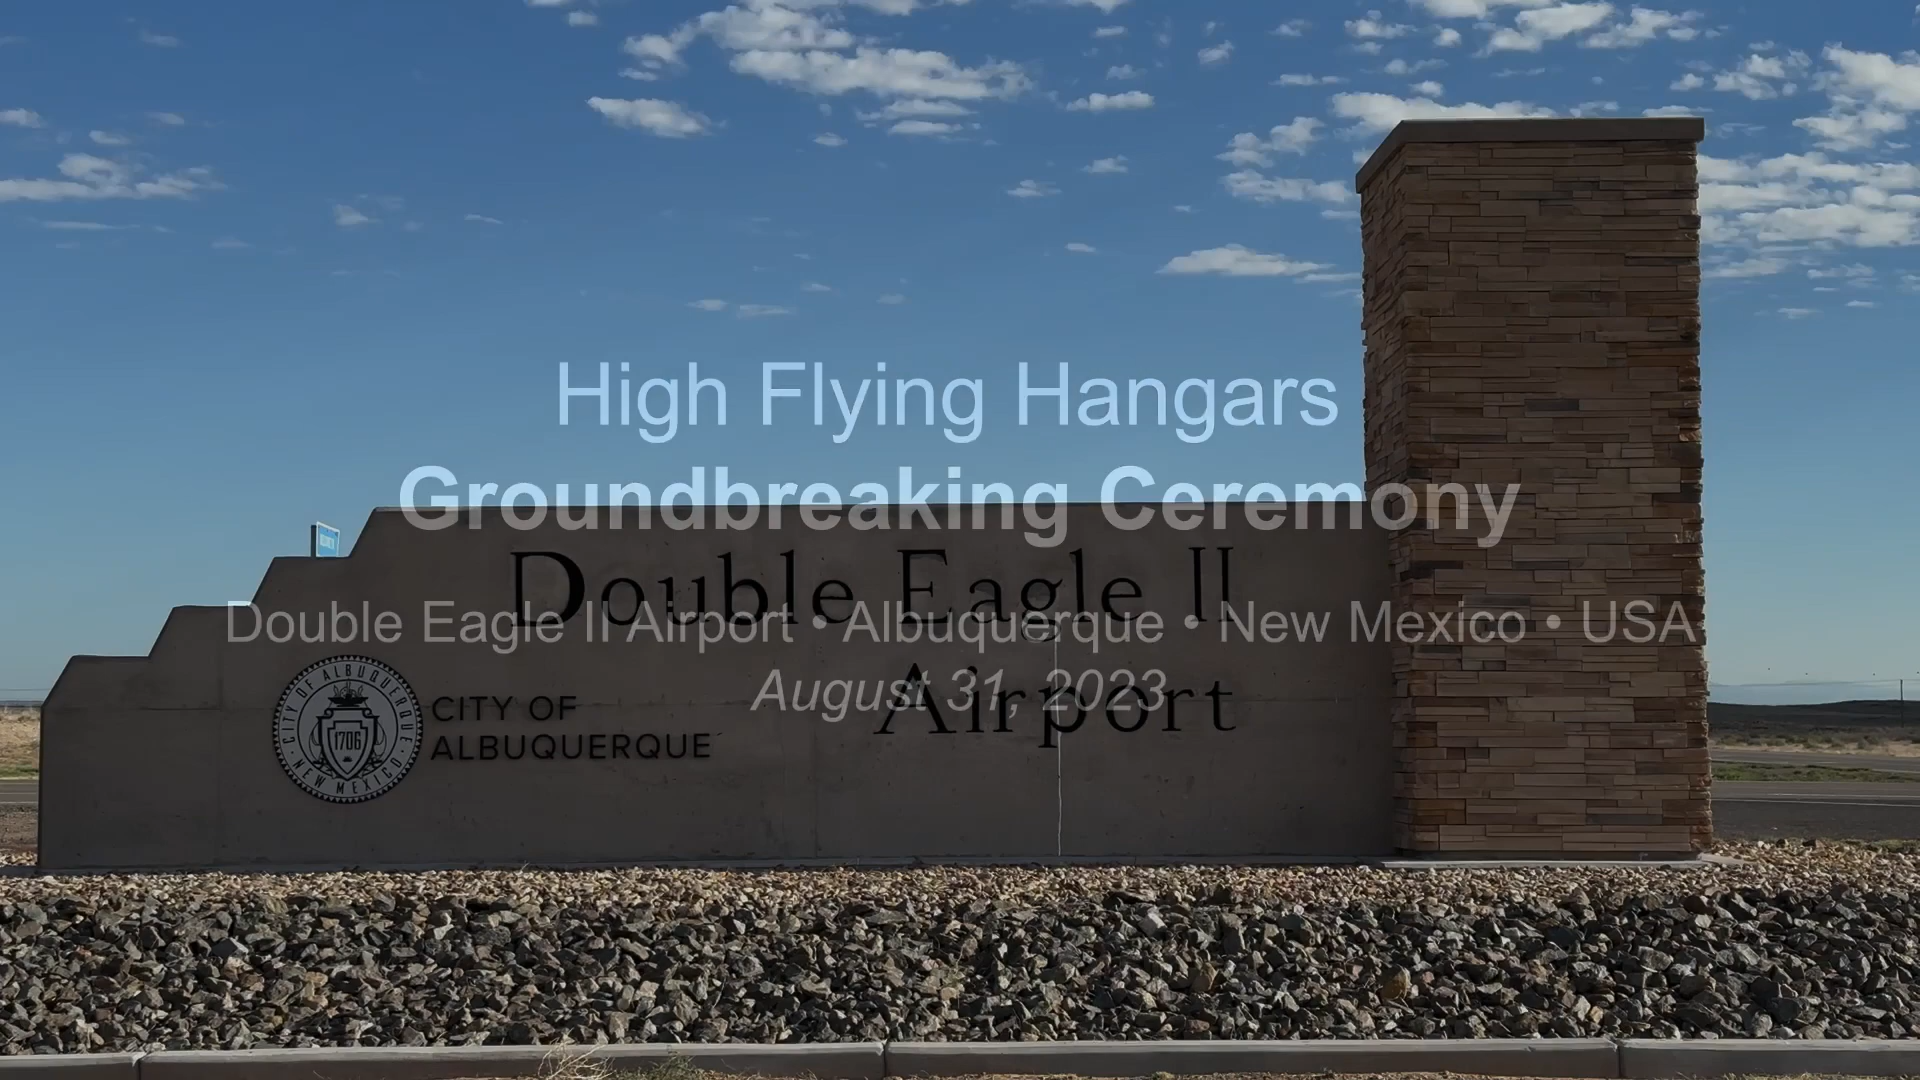 High Flying Hangars
Groundbreaking Ceremony
Double Eagle II
Double Eagle II Airport • Albuquerque • New Mexico • USA
Airport
August 31, 2023
CITY OF ALBUQUERQUE
1706
NEW MEXICO
CITY OF
ALBUQUERQUE